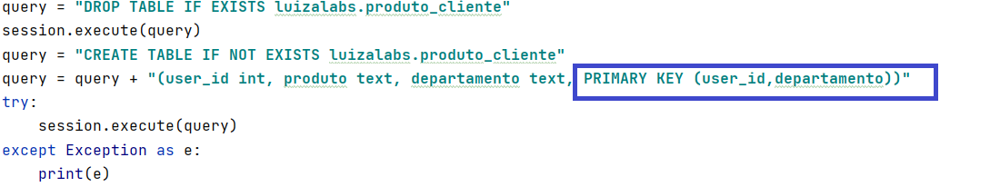 query = "DROP TABLE IF EXISTS luizalabs.produto_cliente"
session.execute(query)
query = "CREATE TABLE IF NOT EXISTS luizalabs.produto_cliente"
query = query + "(user_id int, produto text, departamento text, PRIMARY KEY (user_id,departamento))"
try:
    session.execute(query)
except Exception as e:
    print(e)